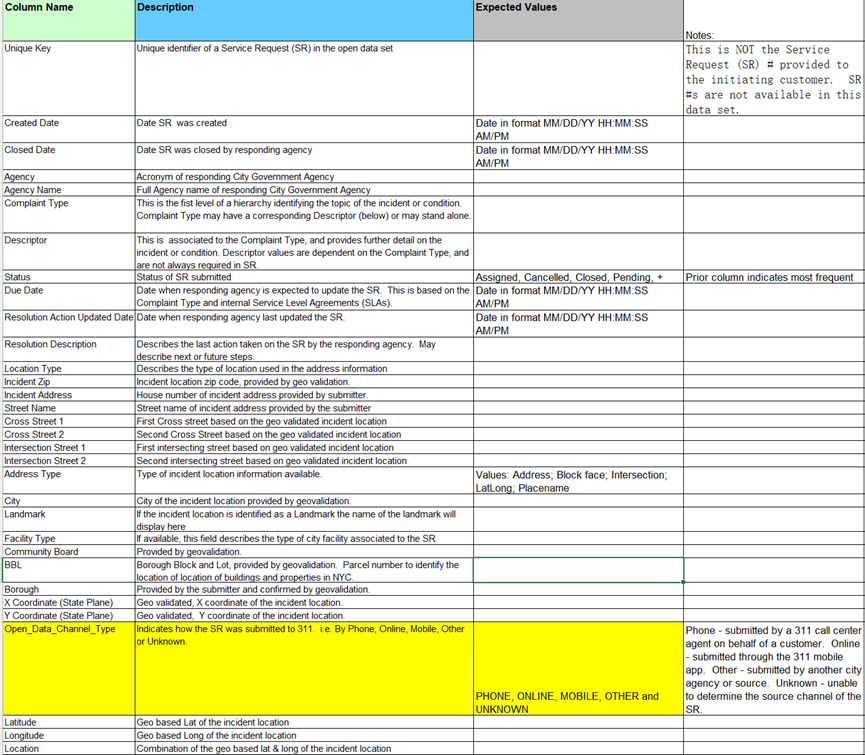 Column Name Description Expected Values
Notes:
Unique Key Unique identifier of a Service Request (SR) in the open data set
This is NOT the Service
Request (SR) # provided to
the initiating customer. SR
#s are not available in this
data set.
Created Date Date SR was created Date in format MM/DD/YY HH:MM:SS
AM/PM
Closed Date Date SR was closed by responding agency Date in format MM/DD/YY HH:MM:SS
AM/PM
Agency Acronym of responding City Government Agency
Agency Name Full Agency name of responding City Government Agency
Complaint Type This is the fist level of a hierarchy identifying the topic of the incident or condition.
Complaint Type may have a corresponding Descriptor (below) or may stand alone.
Descriptor This is associated to the Complaint Type, and provides further detail on the
incident or condition. Descriptor values are dependent on the Complaint Type, and
are not always required in SR.
Status Status of SR submitted Assigned, Cancelled, Closed, Pending, + Prior column indicates most frequent
Due Date Date when responding agency is expected to update the SR. This is based on the Date in format MM/DD/YY HH:MM:SS
Complaint Type and internal Service Level Agreements (SLAs). AM/PM
Resolution Action Updated Date Date when responding agency last updated the SR. Date in format MM/DD/YY HH:MM:SS
AM/PM
Resolution Description Describes the last action taken on the SR by the responding agency. May
describe next or future steps.
Location Type Describes the type of location used in the address information
Incident Zip Incident location zip code, provided by geo validation.
Incident Address House number of incident address provided by submitter.
Street Name Street name of incident address provided by the submitter
Cross Street 1 First Cross street based on the geo validated incident location
Cross Street 2 Second Cross Street based on the geo validated incident location
Intersection Street 1 First intersecting street based on geo validated incident location
Intersection Street 2 Second intersecting street based on geo validated incident location
Address Type Type of incident location information available. Values: Address; Block face; Intersection;
LatLong; Placename
City City of the incident location provided by geovalidation.
Landmark If the incident location is identified as a Landmark the name of the landmark will
display here
Facility Type If available, this field describes the type of city facility associated to the SR
Community Board Provided by geovalidation.
BBL Borough Block and Lot, provided by geovalidation. Parcel number to identify the
location of location of buildings and properties in NYC.
Borough Provided by the submitter and confirmed by geovalidation.
X Coordinate (State Plane) Geo validated, X coordinate of the incident location.
Y Coordinate (State Plane) Geo validated, Y coordinate of the incident location.
Open_Data_Channel_Type Indicates how the SR was submitted to 311. i.e. By Phone, Online, Mobile, Other
or Unknown.
PHONE, ONLINE, MOBILE, OTHER and
UNKNOWN
Phone - submitted by a 311 call center
agent on behalf of a customer. Online
- submitted through the 311 mobile
app. Other - submitted by another city
agency or source. Unknown - unable
to determine the source channel of the
SR.
Latitude Geo based Lat of the incident location
Longitude Geo based Long of the incident location
Location Combination of the geo based lat & long of the incident location